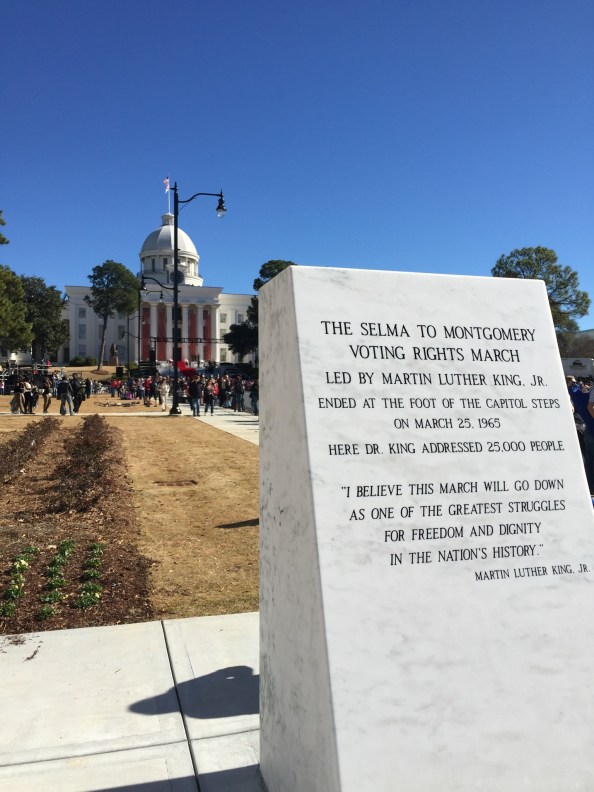 THE SELMA TO MONTGOMERY
VOTING RIGHTS MARCH
LED BY MARTIN LUTHER KING, JR.
ENDED AT THE FOOT OF THE CAPITOL STEPS
ON MARCH 25, 1965
HERE DR. KING ADDRESSED 25,000 PEOPLE
"I BELIEVE THIS MARCH WILL GO DOWN
AS ONE OF THE GREATEST STRUGGLES
FOR FREEDOM AND DIGNITY
IN THE NATION'S HISTORY."
MARTIN LUTHER KING, JR.